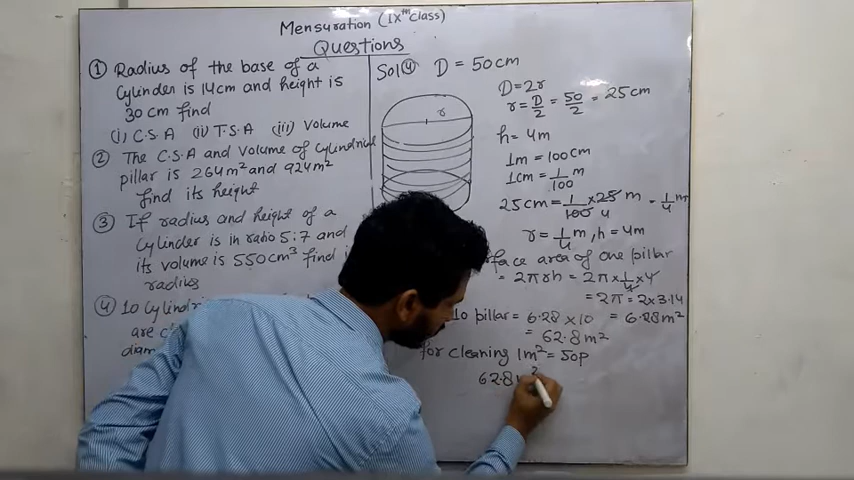 Mensuration (IXth Class)
Questions
① Radius of the base of a
Cylinder is 14cm and height is
30 cm find
(i) C.S.A (ii) T.S.A (iii) Volume
② The C.S.A and volume of Cylindrical
pillar is 264m² and 924m²
find its height
③ If radius and height of a
Cylinder is in ratio 5:7 and
its volume is 550cm³ find
radius
④ 10 Cylindri
are c
diam
Sol④ D = 50cm
r
D = 2r
r = D/2 = 50/2 = 25cm
h = 4m
1m = 100cm
1cm = 1/100 m
25cm = 1/100 × 25 m = 1/4 m
4
r = 1/4 m, h = 4m
rface area of one pillar
= 2πrh = 2π × 1/4 × 4
= 2π = 2×3.14
= 6.28m²
10 pillar = 6.28 × 10
= 62.8m²
for cleaning 1m² = 50p
62.8m²